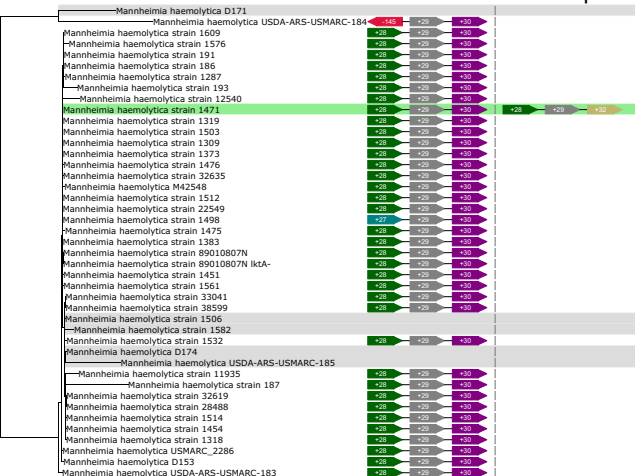 Mannheimia haemolytica D171
Mannheimia haemolytica USDA-ARS-USMARC-184 -145 +29 +30
Mannheimia haemolytica strain 1609 +28 +29 +30
Mannheimia haemolytica strain 1576 +28 +29 +30
Mannheimia haemolytica strain 191 +28 +29 +30
Mannheimia haemolytica strain 186 +28 +29 +30
Mannheimia haemolytica strain 1287 +28 +29 +30
Mannheimia haemolytica strain 193 +28 +29 +30
Mannheimia haemolytica strain 12540 +28 +29 +30
Mannheimia haemolytica strain 1471 +28 +29 +30 +28 +29 +32
Mannheimia haemolytica strain 1319 +28 +29 +30
Mannheimia haemolytica strain 1503 +28 +29 +30
Mannheimia haemolytica strain 1309 +28 +29 +30
Mannheimia haemolytica strain 1373 +28 +29 +30
Mannheimia haemolytica strain 1476 +28 +29 +30
Mannheimia haemolytica strain 32635 +28 +29 +30
Mannheimia haemolytica M42548 +28 +29 +30
Mannheimia haemolytica strain 1512 +28 +29 +30
Mannheimia haemolytica strain 22549 +28 +29 +30
Mannheimia haemolytica strain 1498 +27 +29 +30
Mannheimia haemolytica strain 1475 +28 +29 +30
Mannheimia haemolytica strain 1383 +28 +29 +30
Mannheimia haemolytica 89010807N +28 +29 +30
Mannheimia haemolytica 89010807N lktA- +28 +29 +30
Mannheimia haemolytica strain 1451 +28 +29 +30
Mannheimia haemolytica strain 1561 +28 +29 +30
Mannheimia haemolytica strain 33041 +28 +29 +30
Mannheimia haemolytica strain 38599 +28 +29 +30
Mannheimia haemolytica strain 1506
Mannheimia haemolytica strain 1582
Mannheimia haemolytica strain 1532 +28 +29 +30
Mannheimia haemolytica D174
Mannheimia haemolytica USDA-ARS-USMARC-185
Mannheimia haemolytica strain 11935 +28 +29 +30
Mannheimia haemolytica strain 187 +28 +29 +30
Mannheimia haemolytica strain 32619 +28 +29 +30
Mannheimia haemolytica strain 28488 +28 +29 +30
Mannheimia haemolytica strain 1514 +28 +29 +30
Mannheimia haemolytica strain 1454 +28 +29 +30
Mannheimia haemolytica strain 1318 +28 +29 +30
Mannheimia haemolytica USMARC_2286 +28 +29 +30
Mannheimia haemolytica D153 +28 +29 +30
Mannheimia haemolytica USDA-ARS-USMARC-183 +28 +29 +30